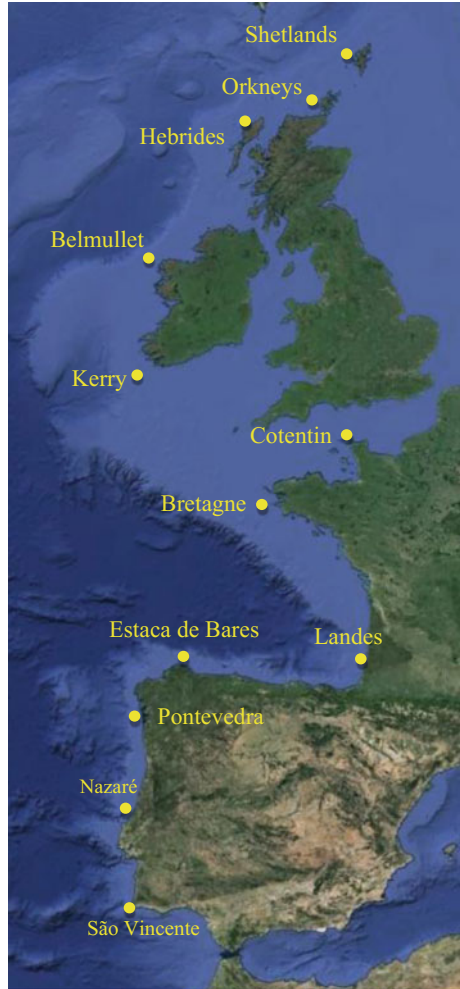 Shetlands
Orkneys
Hebrides
Belmullet
Kerry
Cotentin
Bretagne
Estaca de Bares
Landes
Pontevedra
Nazaré
São Vincente